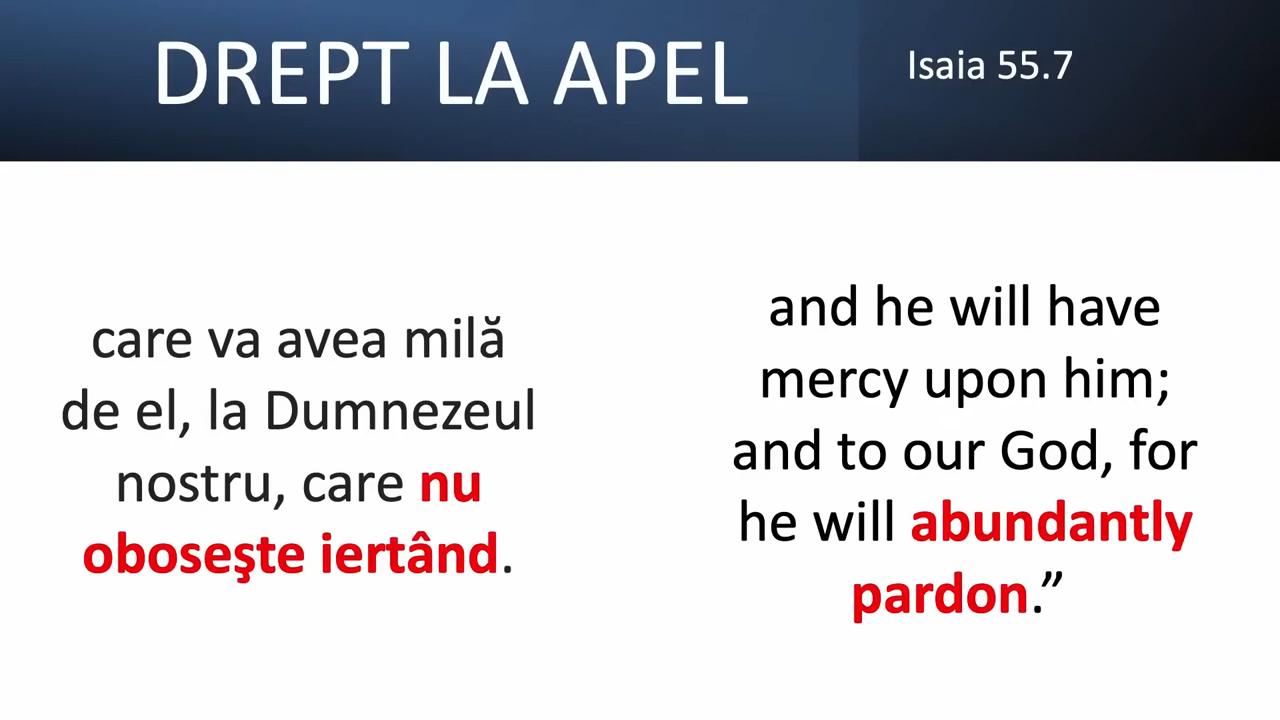 DREPT LA APEL
Isaia 55.7
care va avea milă
de el, la Dumnezeul
nostru, care nu
oboseşte iertând.
and he will have
mercy upon him;
and to our God, for
he will abundantly
pardon.”